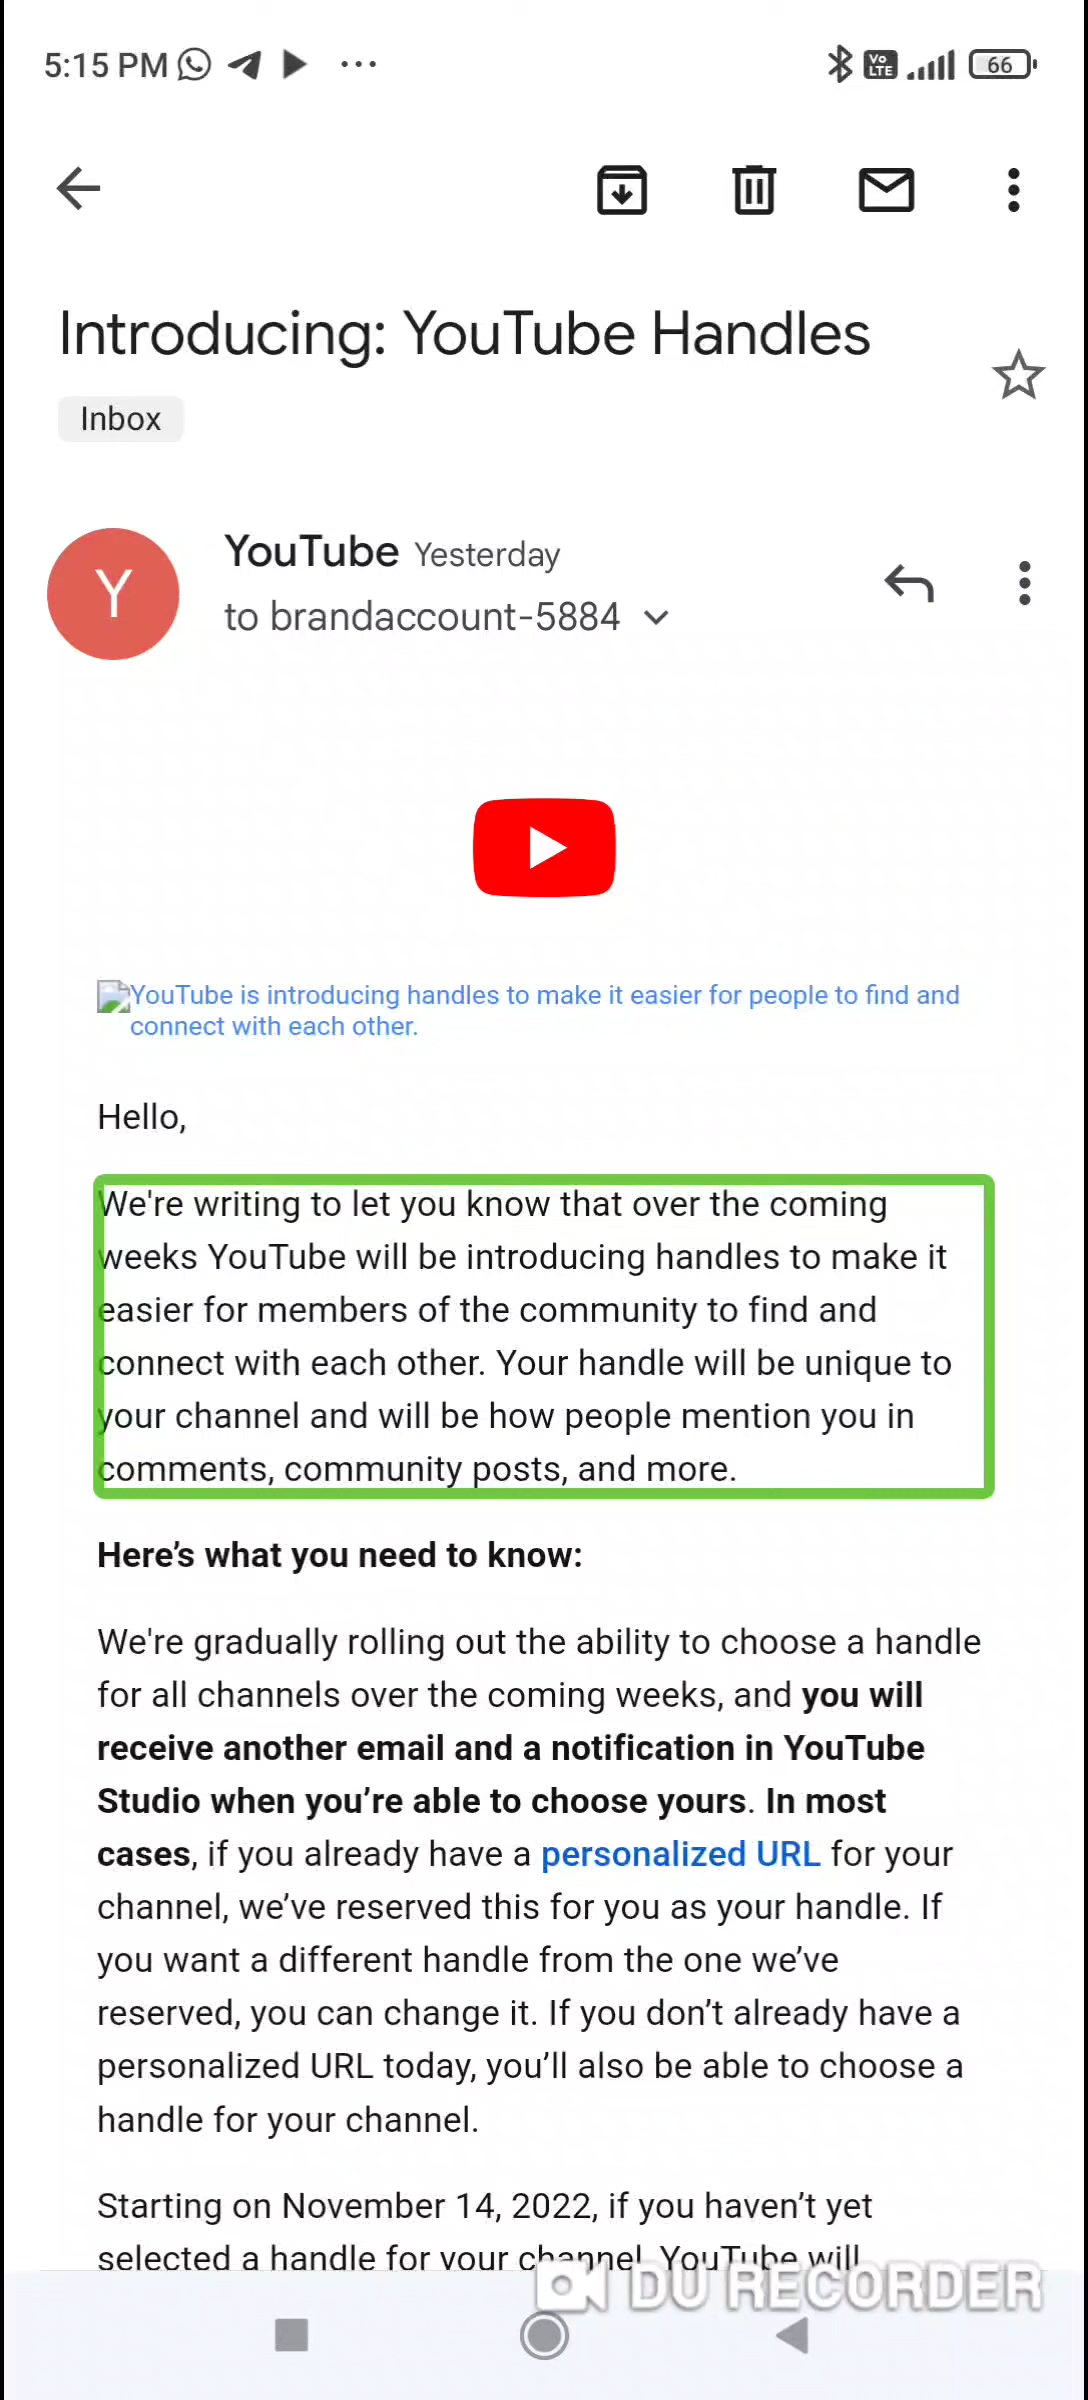 5:15 PM
Vo LTE
66
Introducing: YouTube Handles
Inbox
Y
YouTube Yesterday
to brandaccount-5884
YouTube is introducing handles to make it easier for people to find and
connect with each other.
Hello,
We're writing to let you know that over the coming
weeks YouTube will be introducing handles to make it
easier for members of the community to find and
connect with each other. Your handle will be unique to
your channel and will be how people mention you in
comments, community posts, and more.
Here’s what you need to know:
We're gradually rolling out the ability to choose a handle
for all channels over the coming weeks, and you will
receive another email and a notification in YouTube
Studio when you’re able to choose yours. In most
cases, if you already have a personalized URL for your
channel, we’ve reserved this for you as your handle. If
you want a different handle from the one we’ve
reserved, you can change it. If you don’t already have a
personalized URL today, you’ll also be able to choose a
handle for your channel.
Starting on November 14, 2022, if you haven’t yet
selected a handle for your channel, YouTube will
DU RECORDER